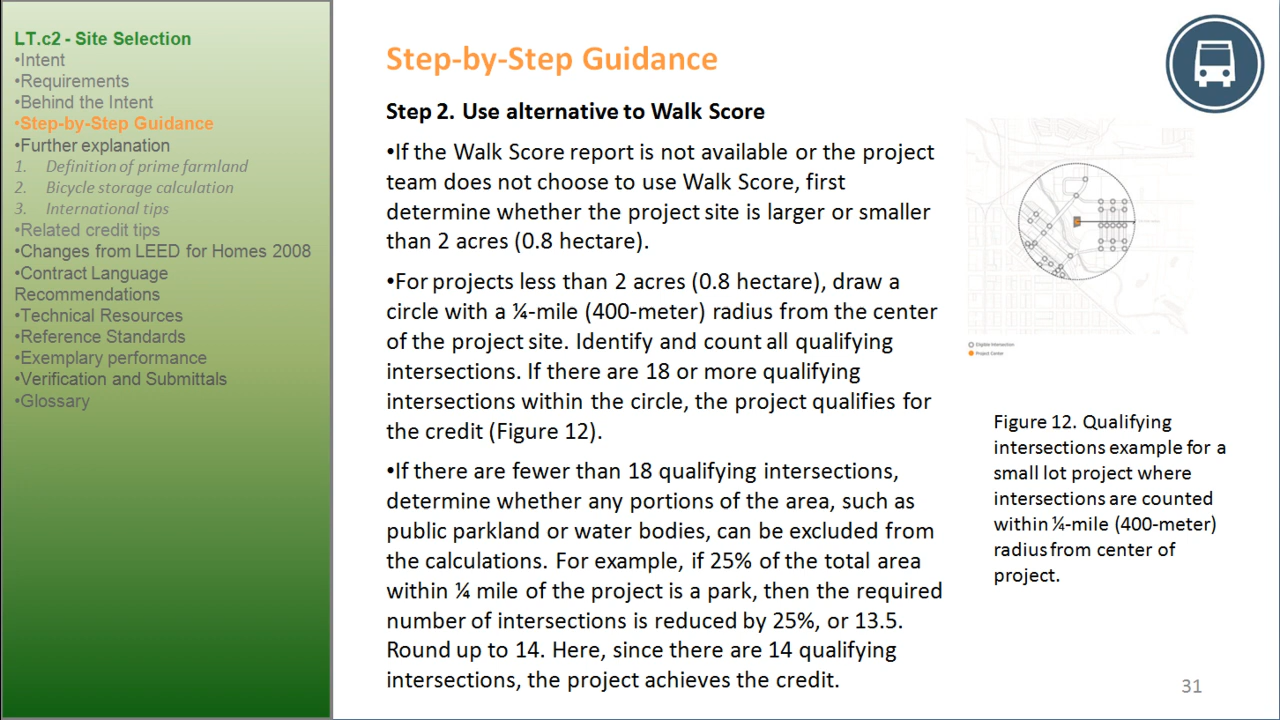 LT.c2 - Site Selection
•Intent
•Requirements
•Behind the Intent
•Step-by-Step Guidance
•Further explanation
1. Definition of prime farmland
2. Bicycle storage calculation
3. International tips
•Related credit tips
•Changes from LEED for Homes 2008
•Contract Language
Recommendations
•Technical Resources
•Reference Standards
•Exemplary performance
•Verification and Submittals
•Glossary
Step-by-Step Guidance
Step 2. Use alternative to Walk Score
•If the Walk Score report is not available or the project
team does not choose to use Walk Score, first
determine whether the project site is larger or smaller
than 2 acres (0.8 hectare).
•For projects less than 2 acres (0.8 hectare), draw a
circle with a ¼-mile (400-meter) radius from the center
of the project site. Identify and count all qualifying
intersections. If there are 18 or more qualifying
intersections within the circle, the project qualifies for
the credit (Figure 12).
•If there are fewer than 18 qualifying intersections,
determine whether any portions of the area, such as
public parkland or water bodies, can be excluded from
the calculations. For example, if 25% of the total area
within ¼ mile of the project is a park, then the required
number of intersections is reduced by 25%, or 13.5.
Round up to 14. Here, since there are 14 qualifying
intersections, the project achieves the credit.
Eligible Intersection
Project Center
Figure 12. Qualifying
intersections example for a
small lot project where
intersections are counted
within ¼-mile (400-meter)
radius from center of
project.
31